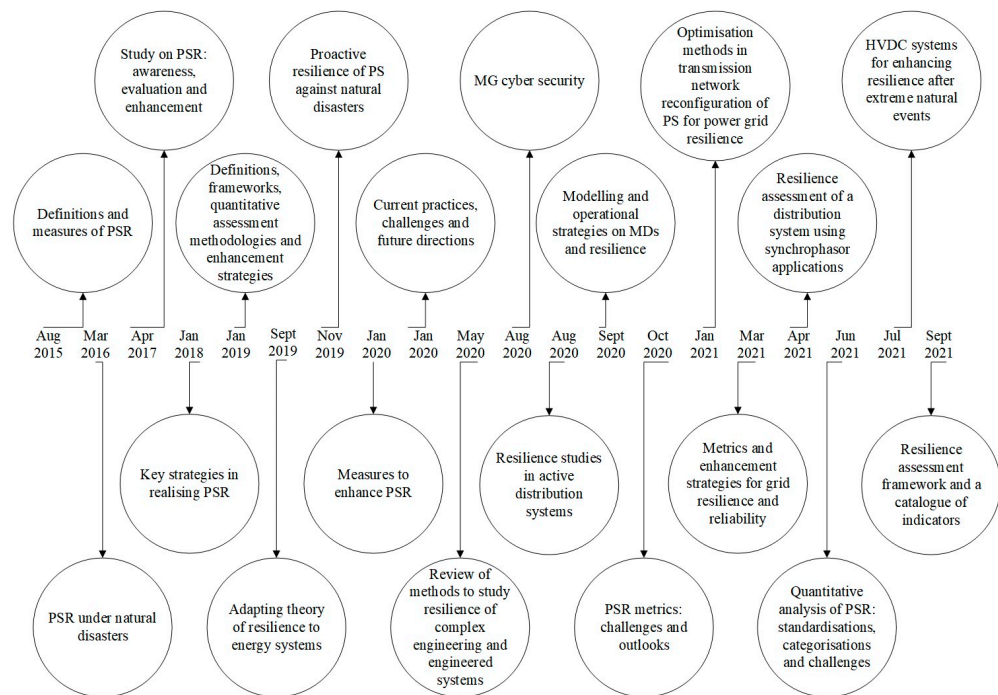 Study on PSR:
awareness,
evaluation and
enhancement
Proactive
resilience of PS
against natural
disasters
MG cyber security
Optimisation
methods in
transmission
network
reconfiguration of
PS for power grid
resilience
HVDC systems
for enhancing
resilience after
extreme natural
events
Definitions and
measures of PSR
Definitions,
frameworks,
quantitative
assessment
methodologies and
enhancement
strategies
Current practices,
challenges and
future directions
Modelling and
operational
strategies on MDs
and resilience
Resilience
assessment of a
distribution
system using
synchrophasor
applications
Aug
2015
Mar
2016
Apr
2017
Jan
2018
Jan
2019
Sept
2019
Nov
2019
Jan
2020
Jan
2020
May
2020
Aug
2020
Aug
2020
Sept
2020
Oct
2020
Jan
2021
Mar
2021
Apr
2021
Jun
2021
Jul
2021
Sept
2021
Key strategies in
realising PSR
Measures to
enhance PSR
Resilience studies
in active
distribution
systems
Metrics and
enhancement
strategies for grid
resilience and
reliability
Resilience
assessment
framework and a
catalogue of
indicators
PSR under natural
disasters
Adapting theory
of resilience to
energy systems
Review of
methods to study
resilience of
complex
engineering and
engineered
systems
PSR metrics:
challenges and
outlooks
Quantitative
analysis of PSR:
standardisations,
categorisations
and challenges